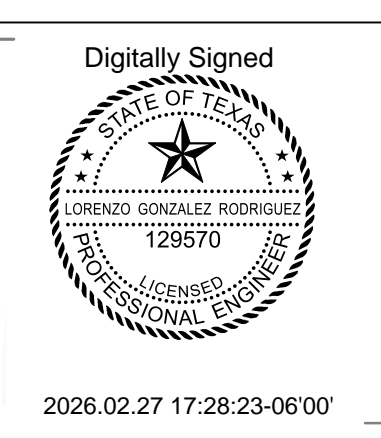 Digitally Signed
STATE OF TEXAS
LORENZO GONZALEZ RODRIGUEZ
129570
LICENSED
PROFESSIONAL ENGINEER
2026.02.27 17:28:23-06'00'